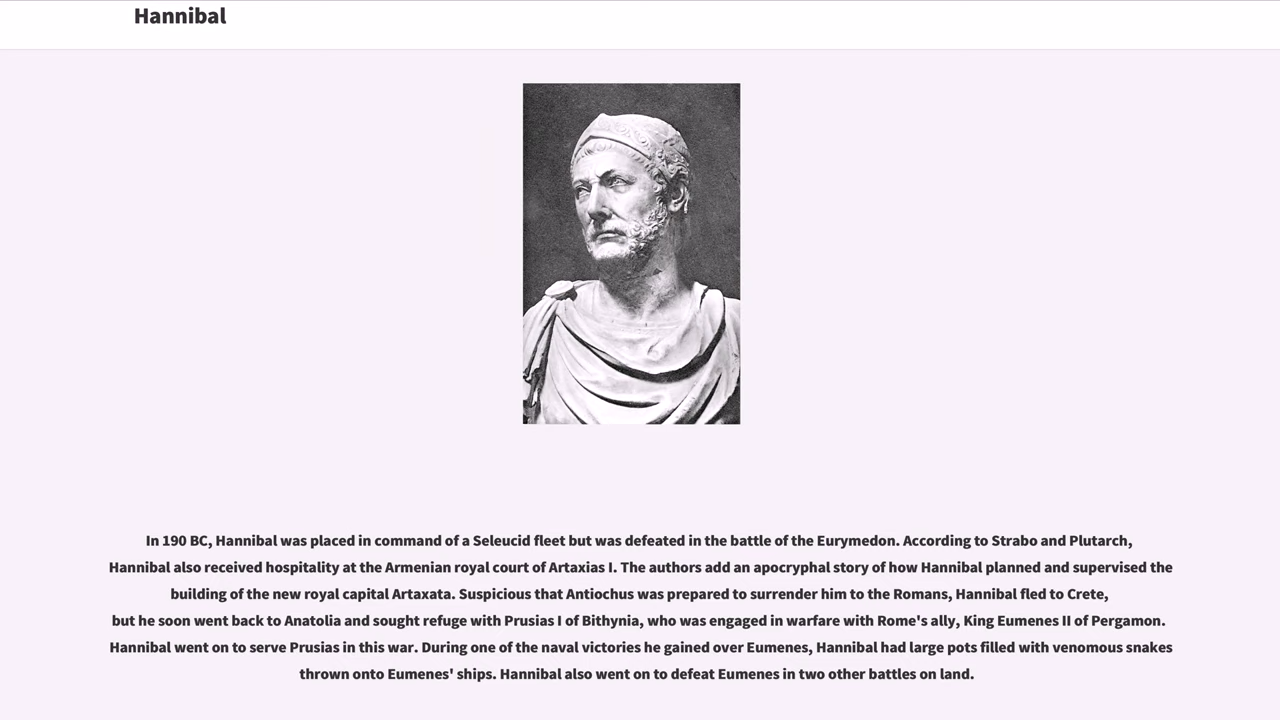 Hannibal
In 190 BC, Hannibal was placed in command of a Seleucid fleet but was defeated in the battle of the Eurymedon. According to Strabo and Plutarch,
Hannibal also received hospitality at the Armenian royal court of Artaxias I. The authors add an apocryphal story of how Hannibal planned and supervised the
building of the new royal capital Artaxata. Suspicious that Antiochus was prepared to surrender him to the Romans, Hannibal fled to Crete,
but he soon went back to Anatolia and sought refuge with Prusias I of Bithynia, who was engaged in warfare with Rome's ally, King Eumenes II of Pergamon.
Hannibal went on to serve Prusias in this war. During one of the naval victories he gained over Eumenes, Hannibal had large pots filled with venomous snakes
thrown onto Eumenes' ships. Hannibal also went on to defeat Eumenes in two other battles on land.